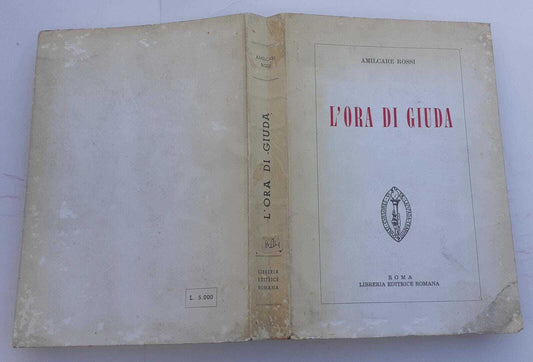 AMILCARE ROSSI
L'ORA DI GIUDA
ROMA
LIBRERIA EDITRICE ROMANA
AMILCARE
ROSSI
L'ORA DI GIUDA
LIBRERIA
EDITRICE
ROMANA
L. 5.000